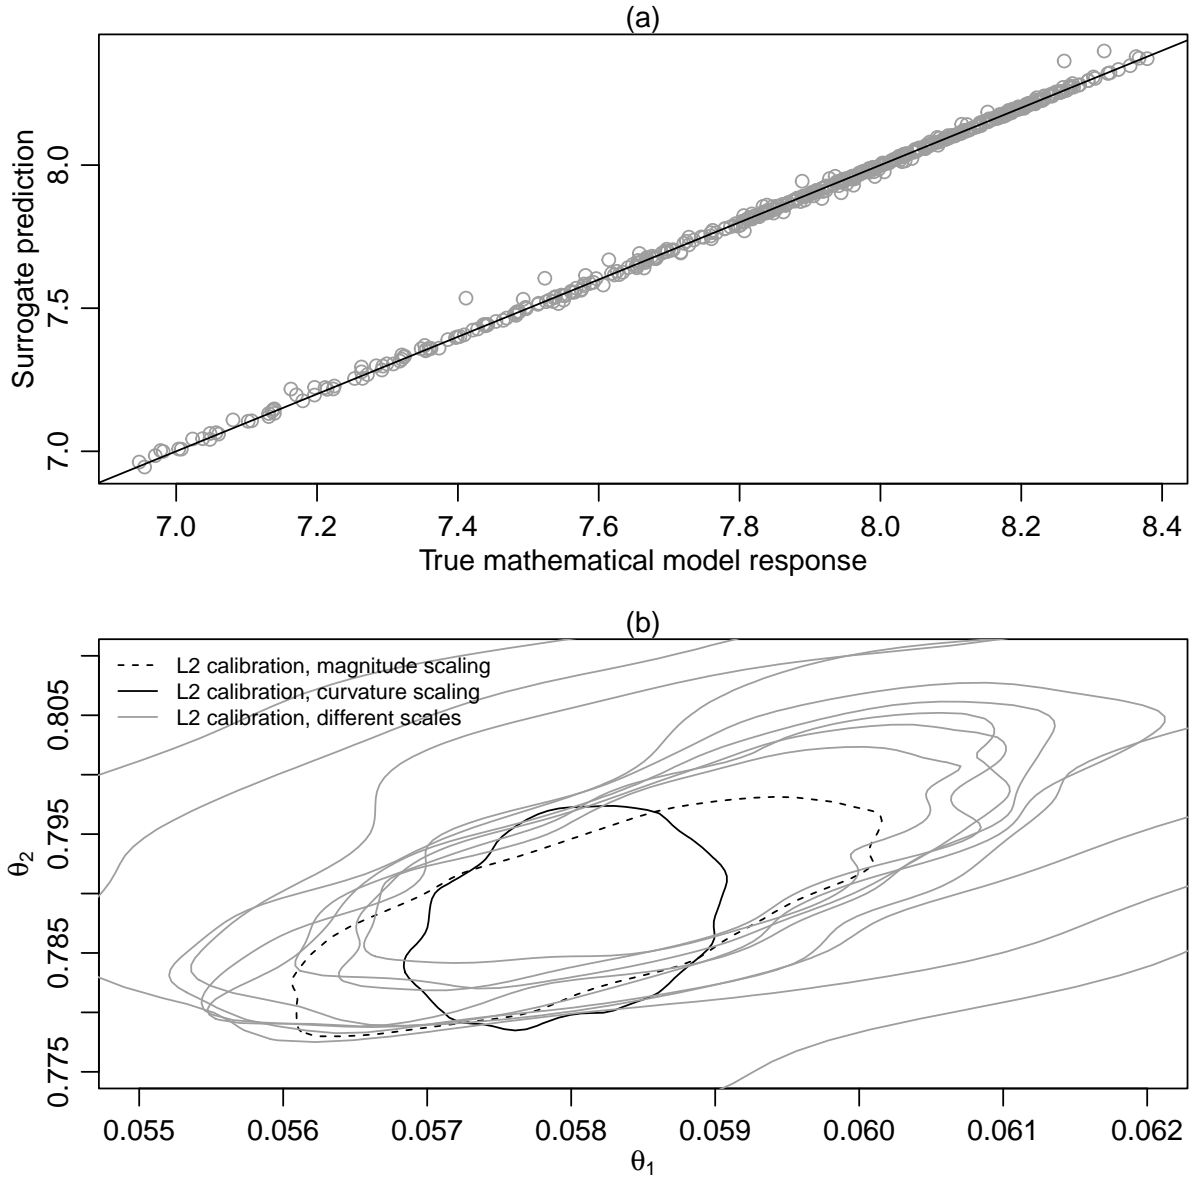 (a)
Surrogate prediction
8.0
7.5
7.0
7.0 7.2 7.4 7.6 7.8 8.0 8.2 8.4
True mathematical model response
(b)
L2 calibration, magnitude scaling
L2 calibration, curvature scaling
L2 calibration, different scales
θ2
0.805
0.795
0.785
0.775
0.055 0.056 0.057 0.058 0.059 0.060 0.061 0.062
θ1